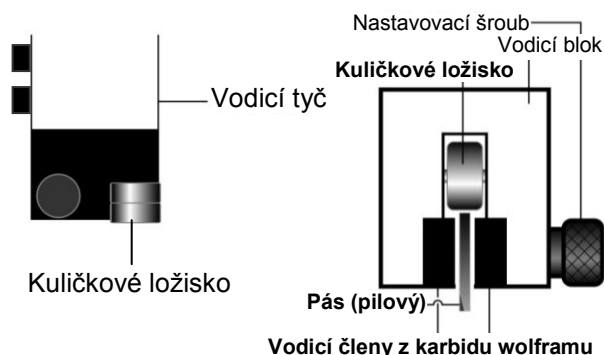 Vodicí tyč
Kuličkové ložisko
Nastavovací šroub
Vodicí blok
Kuličkové ložisko
Pás (pilový)
Vodicí členy z karbidu wolframu